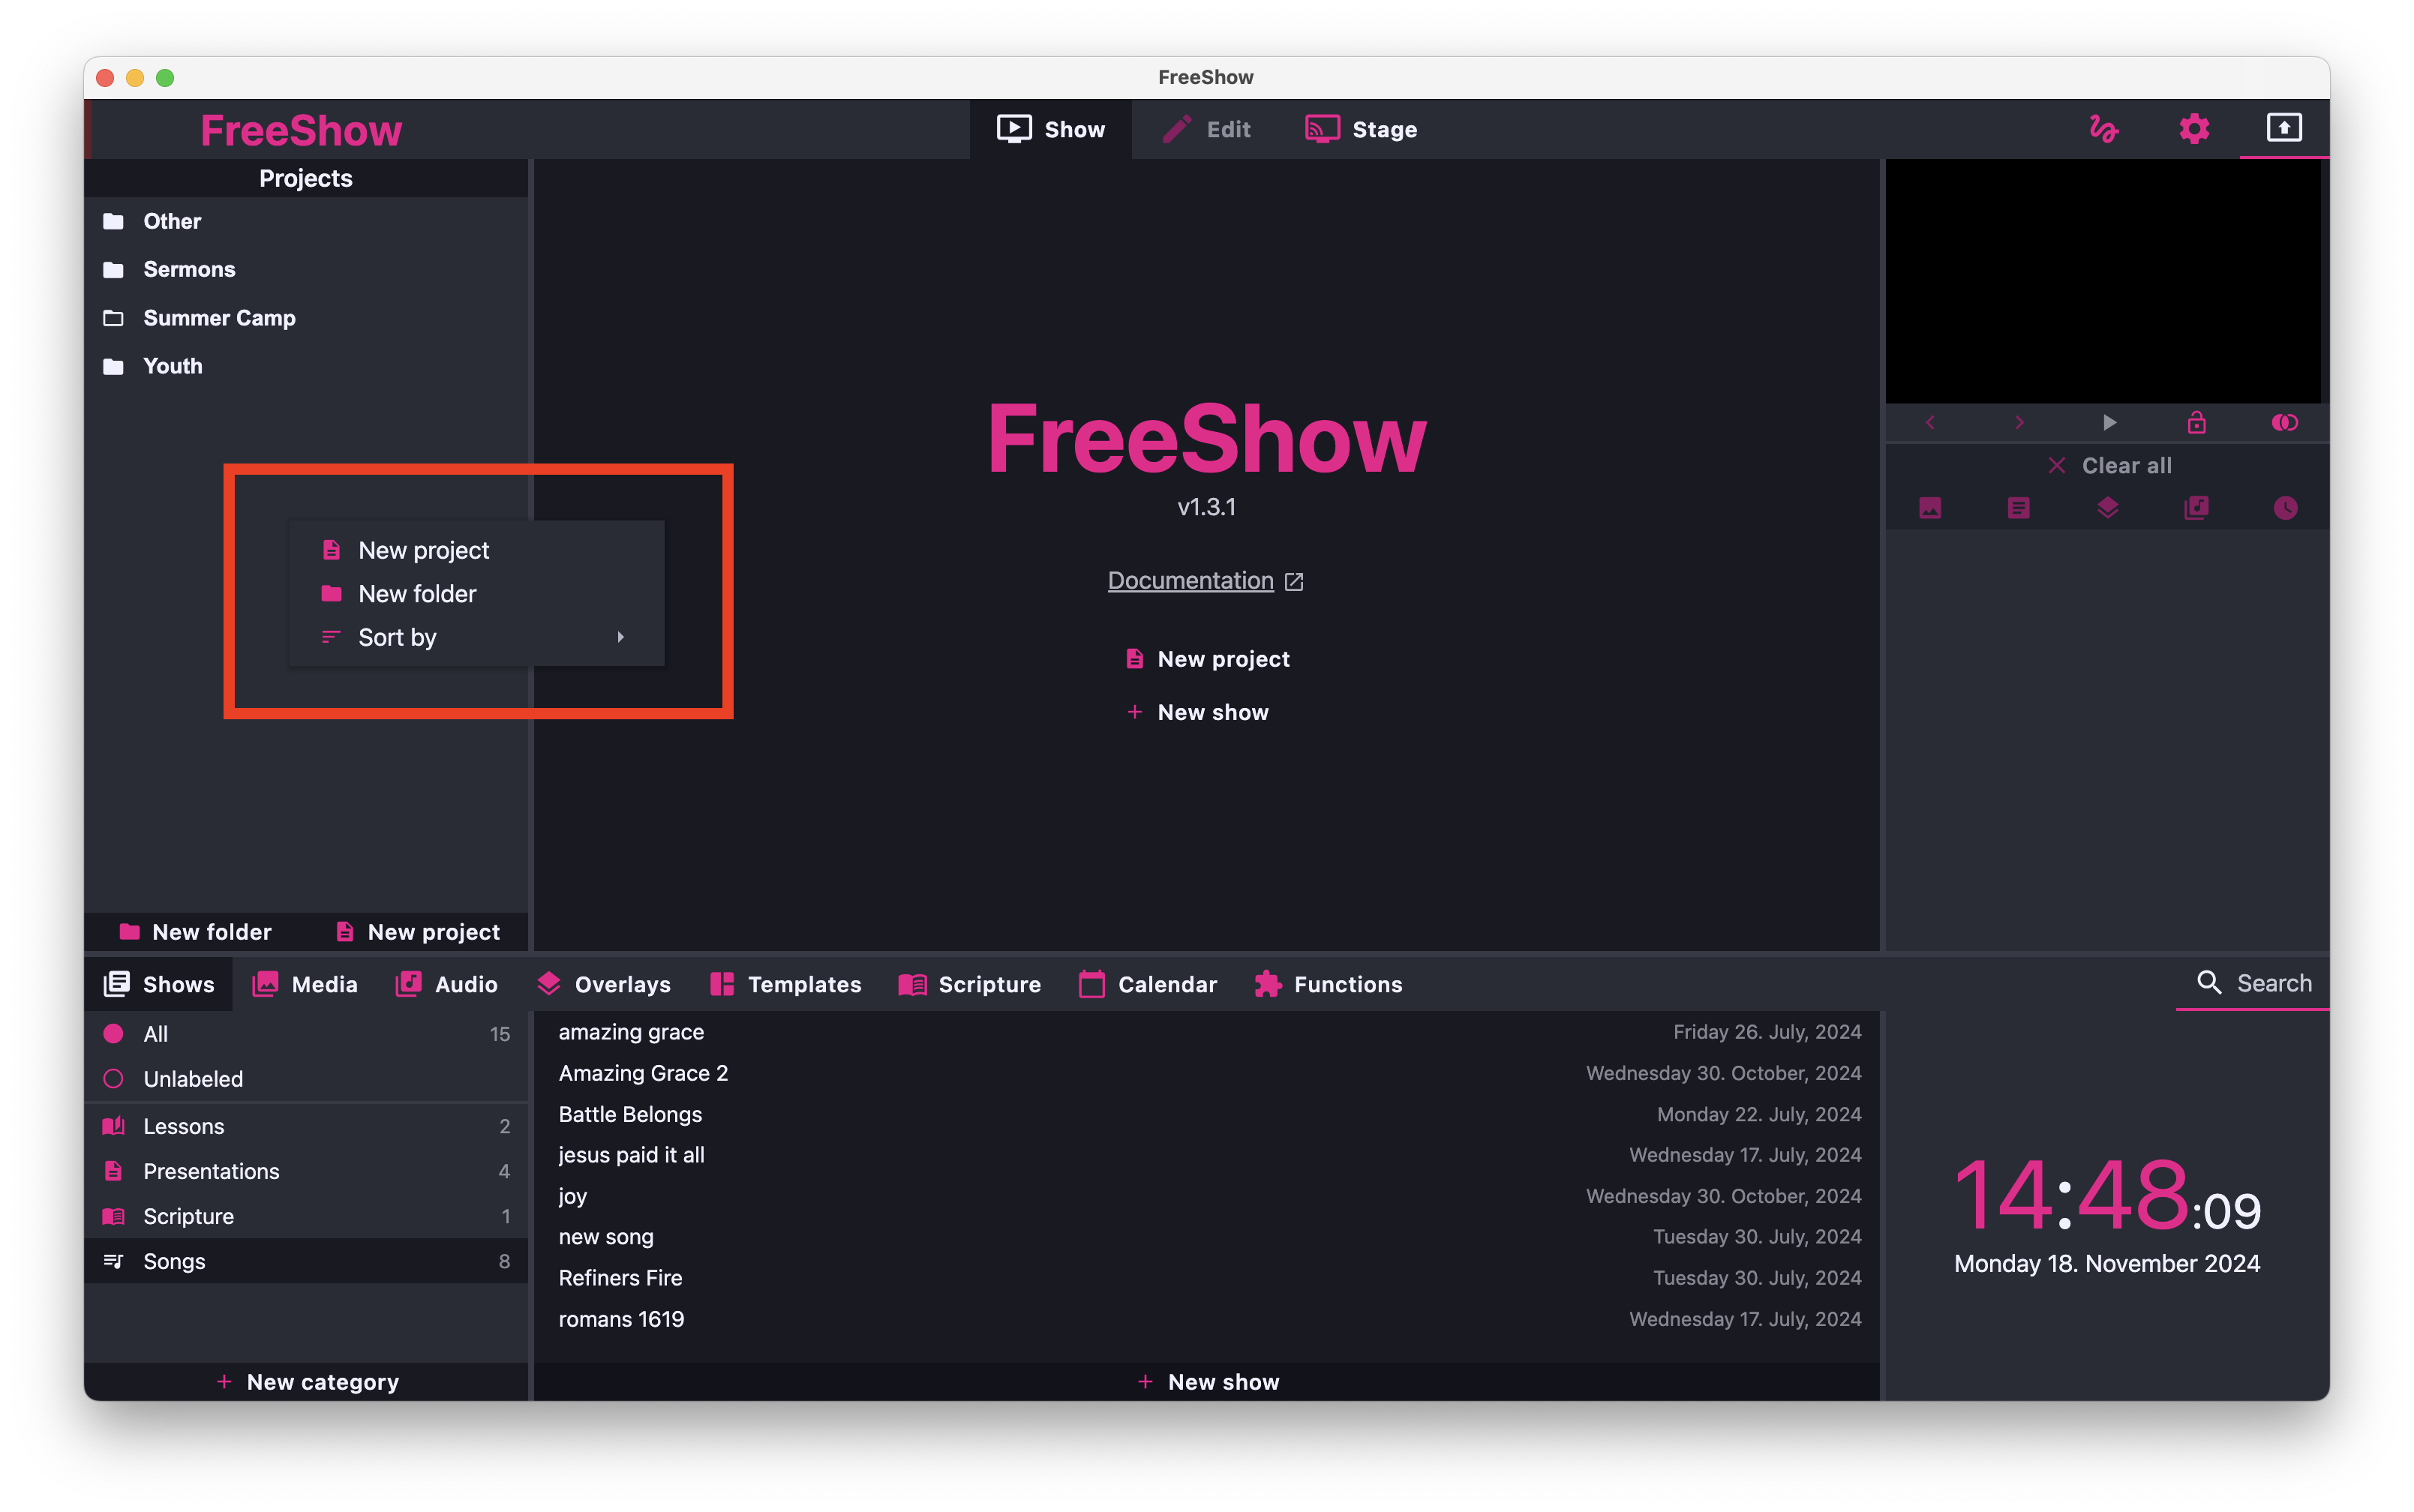 FreeShow
FreeShow
Show
Edit
Stage
Projects
Other
Sermons
Summer Camp
Youth
New project
New folder
Sort by
New folder
New project
FreeShow
v1.3.1
Documentation
New project
New show
Clear all
Shows
Media
Audio
Overlays
Templates
Scripture
Calendar
Functions
Search
All 15
Unlabeled
Lessons 2
Presentations 4
Scripture 1
Songs 8
New category
amazing grace Friday 26. July, 2024
Amazing Grace 2 Wednesday 30. October, 2024
Battle Belongs Monday 22. July, 2024
jesus paid it all Wednesday 17. July, 2024
joy Wednesday 30. October, 2024
new song Tuesday 30. July, 2024
Refiners Fire Tuesday 30. July, 2024
romans 1619 Wednesday 17. July, 2024
New show
14:48:09
Monday 18. November 2024